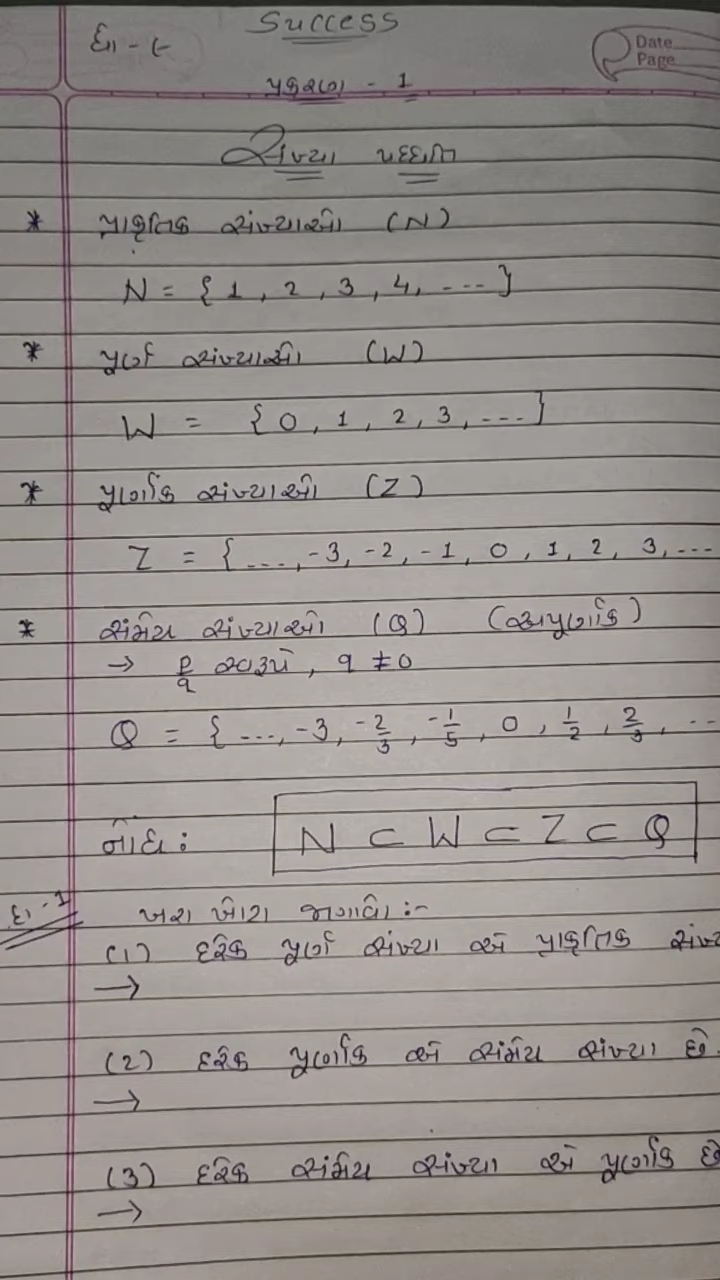 Success
ધો - ૯
Date
Page
પ્રકરણ - 1
સંખ્યા પદ્ધતિ
* પ્રાકૃતિક સંખ્યાઓ (N)
N = { 1 , 2 , 3 , 4, --- }
* પૂર્ણ સંખ્યાઓ (W)
W = { 0 , 1 , 2 , 3 , --- }
* પૂર્ણાંક સંખ્યાઓ (Z)
Z = { ---, -3, -2, -1, 0, 1, 2, 3, ---
* સંમેય સંખ્યાઓ (Q) (અપૂર્ણાંક)
→ p/q સ્વરૂપે, q ≠ 0
Q = { ---, -3, -2/3, -1/5, 0, 1/2, 2/3, --
નોંધ : N ⊂ W ⊂ Z ⊂ Q
દા.-1 ખરા ખોટા જણાવો :-
(1) દરેક પૂર્ણ સંખ્યા એ પ્રાકૃતિક
→
(2) દરેક પૂર્ણાંક એ સંમેય સંખ્યા છે.
→
(3) દરેક સંમેય સંખ્યા એ પૂર્ણાંક છે
→